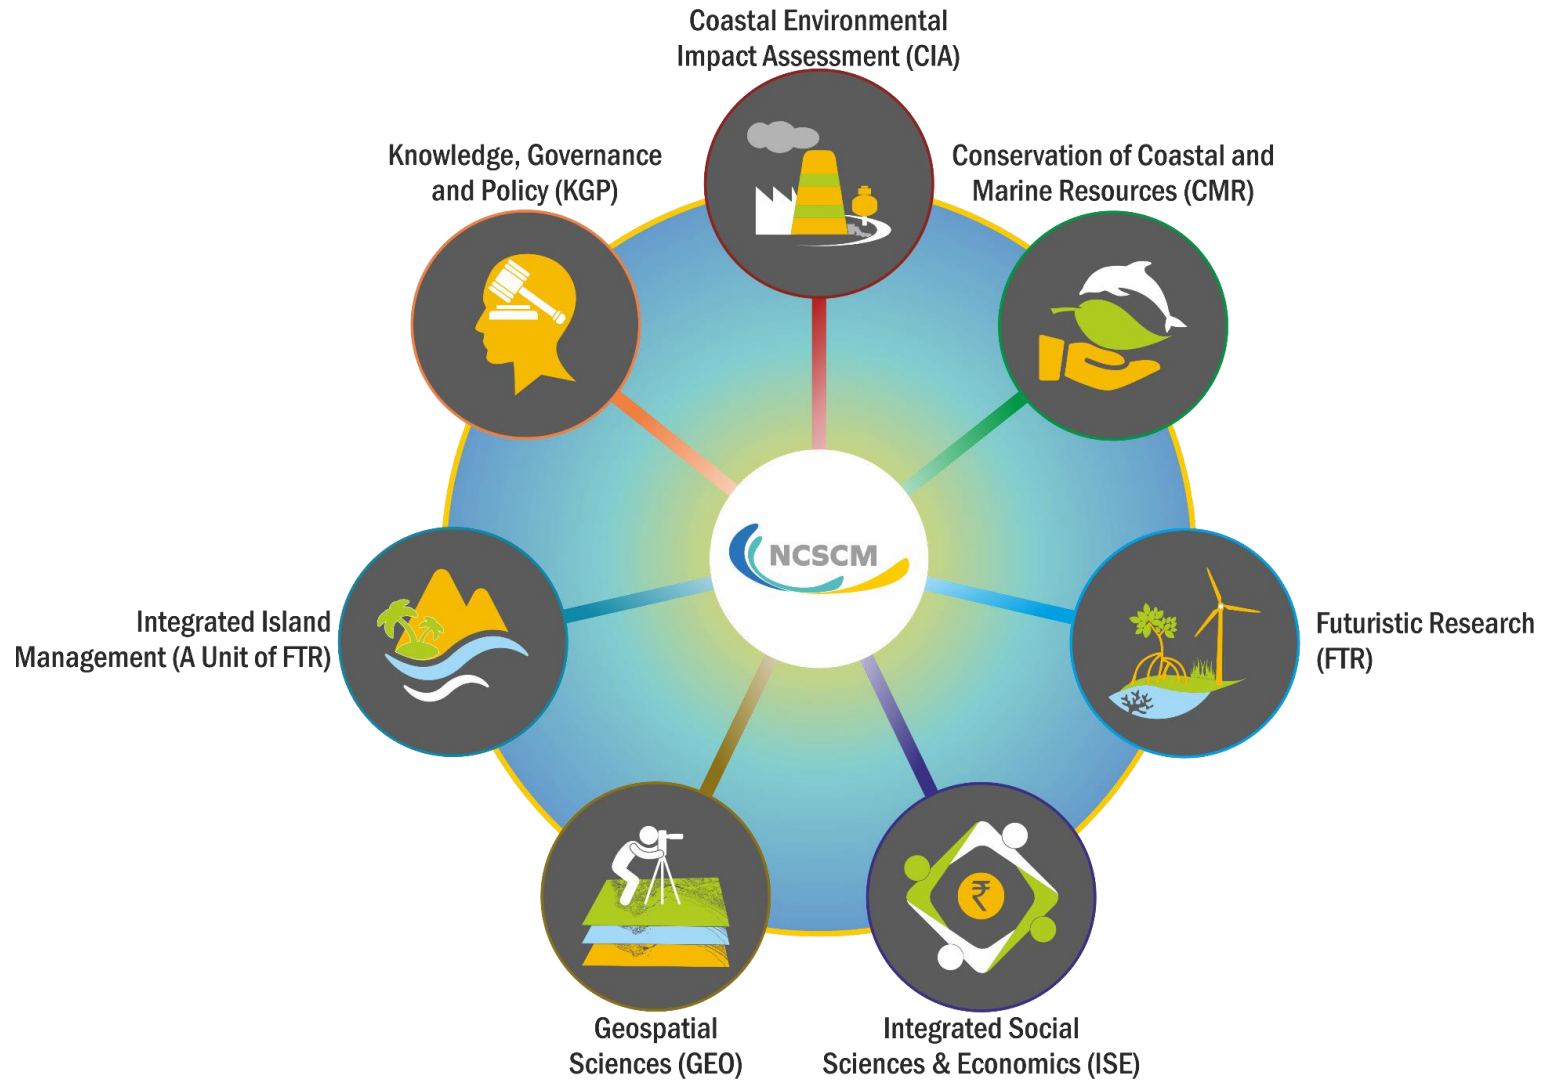 Coastal Environmental
Impact Assessment (CIA)
Knowledge, Governance
and Policy (KGP)
Conservation of Coastal and
Marine Resources (CMR)
NCSCM
Integrated Island
Management (A Unit of FTR)
Futuristic Research
(FTR)
₹
Geospatial
Sciences (GEO)
Integrated Social
Sciences & Economics (ISE)